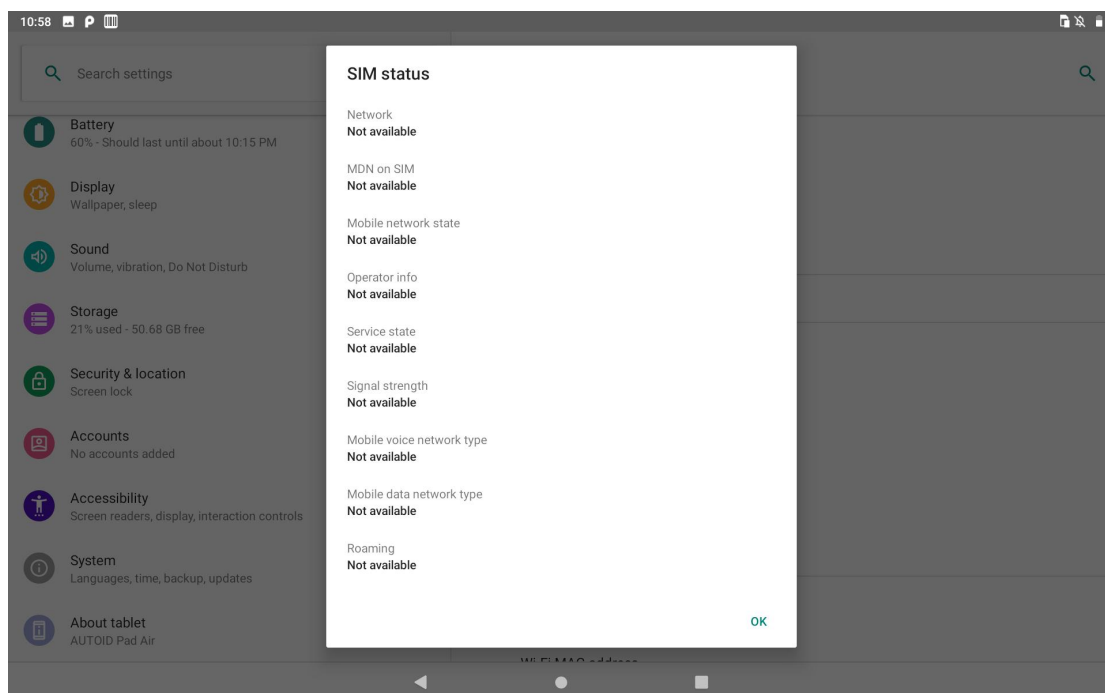 10:58
Search settings
Battery
60% - Should last until about 10:15 PM
Display
Wallpaper, sleep
Sound
Volume, vibration, Do Not Disturb
Storage
21% used - 50.68 GB free
Security & location
Screen lock
Accounts
No accounts added
Accessibility
Screen readers, display, interaction controls
System
Languages, time, backup, updates
About tablet
AUTOID Pad Air
SIM status
Network
Not available
MDN on SIM
Not available
Mobile network state
Not available
Operator info
Not available
Service state
Not available
Signal strength
Not available
Mobile voice network type
Not available
Mobile data network type
Not available
Roaming
Not available
OK
Wi-Fi MAC address